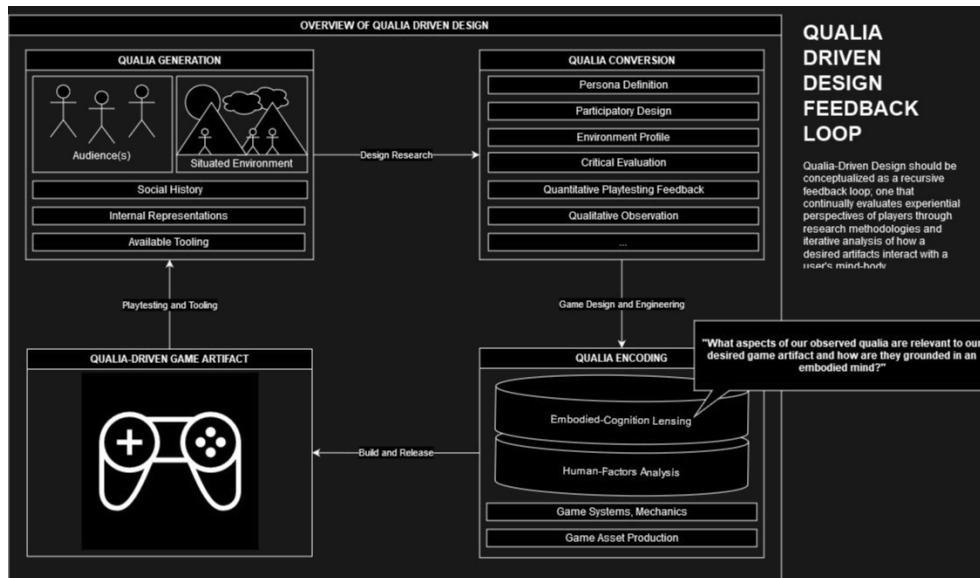 OVERVIEW OF QUALIA DRIVEN DESIGN
QUALIA GENERATION
Audience(s)
Situated Environment
Social History
Internal Representations
Available Tooling
Design Research
QUALIA CONVERSION
Persona Definition
Participatory Design
Environment Profile
Critical Evaluation
Quantitative Playtesting Feedback
Qualitative Observation
...
Game Design and Engineering
QUALIA ENCODING
Embodied-Cognition Lensing
Human-Factors Analysis
Game Systems, Mechanics
Game Asset Production
"What aspects of our observed qualia are relevant to our
desired game artifact and how are they grounded in an
embodied mind?"
Build and Release
QUALIA-DRIVEN GAME ARTIFACT
Playtesting and Tooling
QUALIA
DRIVEN
DESIGN
FEEDBACK
LOOP
Qualia-Driven Design should be
conceptualized as a recursive
feedback loop; one that
continually evaluates experiential
perspectives of players through
research methodologies and
iterative analysis of how a
desired artifacts interact with a
user's mind-body